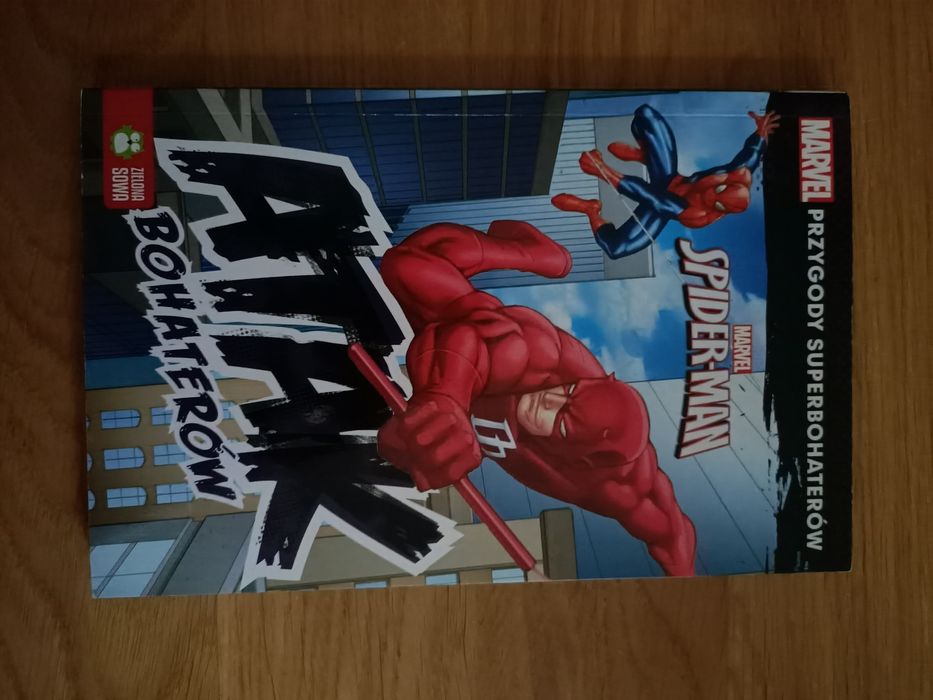 MARVEL PRZYGODY SUPERBOHATERÓW
MARVEL
SPIDER-MAN
ATAK
BOHATERÓW
ZIELONA
SOWA